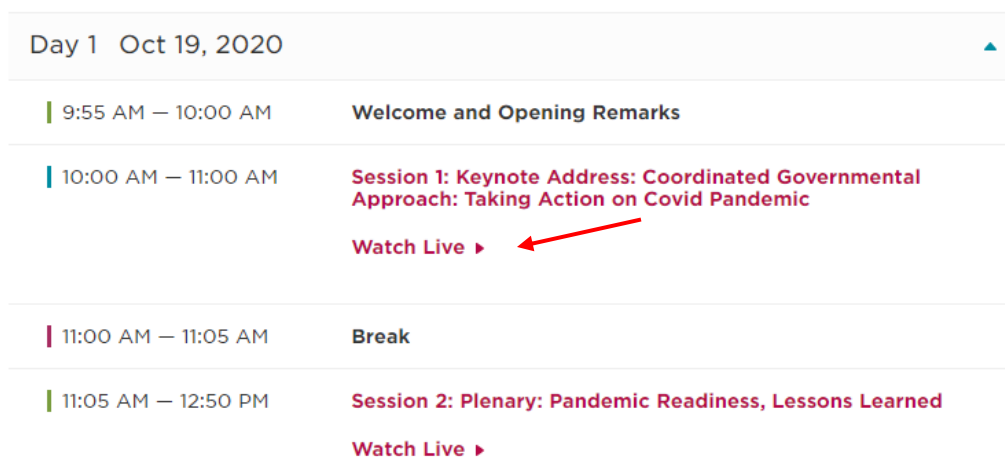 Day 1 Oct 19, 2020
9:55 AM — 10:00 AM Welcome and Opening Remarks
10:00 AM — 11:00 AM Session 1: Keynote Address: Coordinated Governmental
Approach: Taking Action on Covid Pandemic
Watch Live
11:00 AM — 11:05 AM Break
11:05 AM — 12:50 PM Session 2: Plenary: Pandemic Readiness, Lessons Learned
Watch Live